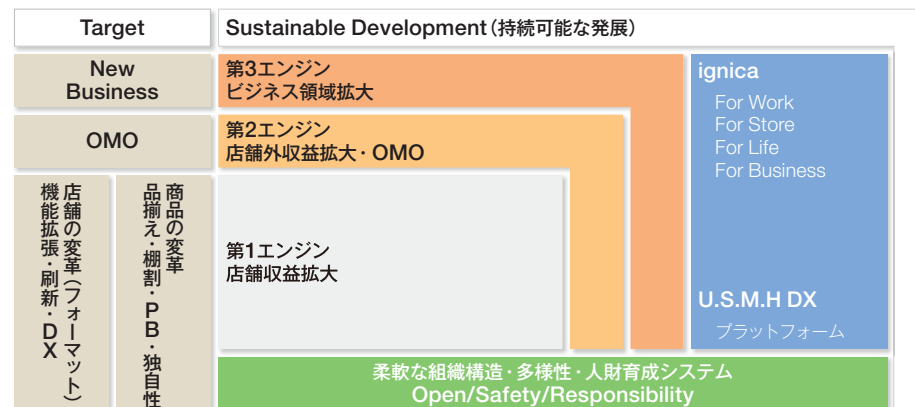 Target
Sustainable Development（持続可能な発展）
New
Business
第3エンジン
ビジネス領域拡大
ignica
For Work
For Store
For Life
For Business
OMO
第2エンジン
店舗外収益拡大・OMO
店舗の変革（フォーマット）
機能拡張・刷新・DX
商品の変革
品揃え・棚割・PB・独自性
第1エンジン
店舗収益拡大
U.S.M.H DX
プラットフォーム
柔軟な組織構造・多様性・人財育成システム
Open/Safety/Responsibility